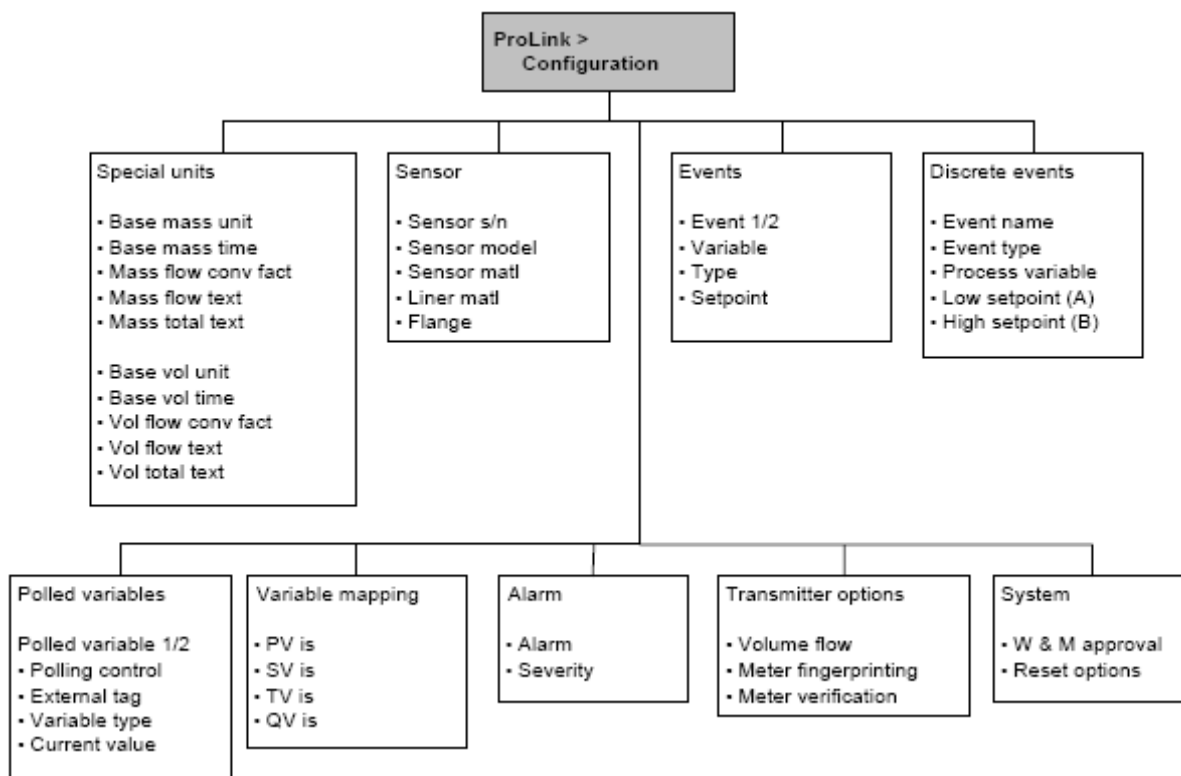 ProLink >
Configuration
Special units
▪ Base mass unit
▪ Base mass time
▪ Mass flow conv fact
▪ Mass flow text
▪ Mass total text
▪ Base vol unit
▪ Base vol time
▪ Vol flow conv fact
▪ Vol flow text
▪ Vol total text
Sensor
▪ Sensor s/n
▪ Sensor model
▪ Sensor matl
▪ Liner matl
▪ Flange
Events
▪ Event 1/2
▪ Variable
▪ Type
▪ Setpoint
Discrete events
▪ Event name
▪ Event type
▪ Process variable
▪ Low setpoint (A)
▪ High setpoint (B)
Polled variables
Polled variable 1/2
▪ Polling control
▪ External tag
▪ Variable type
▪ Current value
Variable mapping
▪ PV is
▪ SV is
▪ TV is
▪ QV is
Alarm
▪ Alarm
▪ Severity
Transmitter options
▪ Volume flow
▪ Meter fingerprinting
▪ Meter verification
System
▪ W & M approval
▪ Reset options